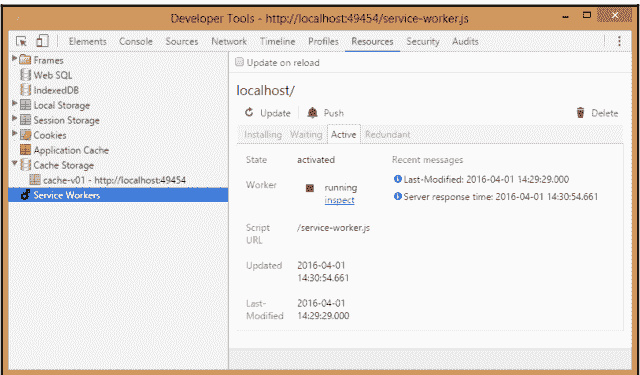 Developer Tools - http://localhost:49454/service-worker.js
Elements Console Sources Network Timeline Profiles Resources Security Audits
Frames
Web SQL
IndexedDB
Local Storage
Session Storage
Cookies
Application Cache
Cache Storage
cache-v01 - http://localhost:49454
Service Workers
Update on reload
localhost/
Update Push Delete
Installing Waiting Active Redundant
State activated
Worker running
inspect
Script
URL /service-worker.js
Updated 2016-04-01
14:30:54.661
Last-
Modified 2016-04-01
14:29:29.000
Recent messages
Last-Modified: 2016-04-01 14:29:29.000
Server response time: 2016-04-01 14:30:54.661